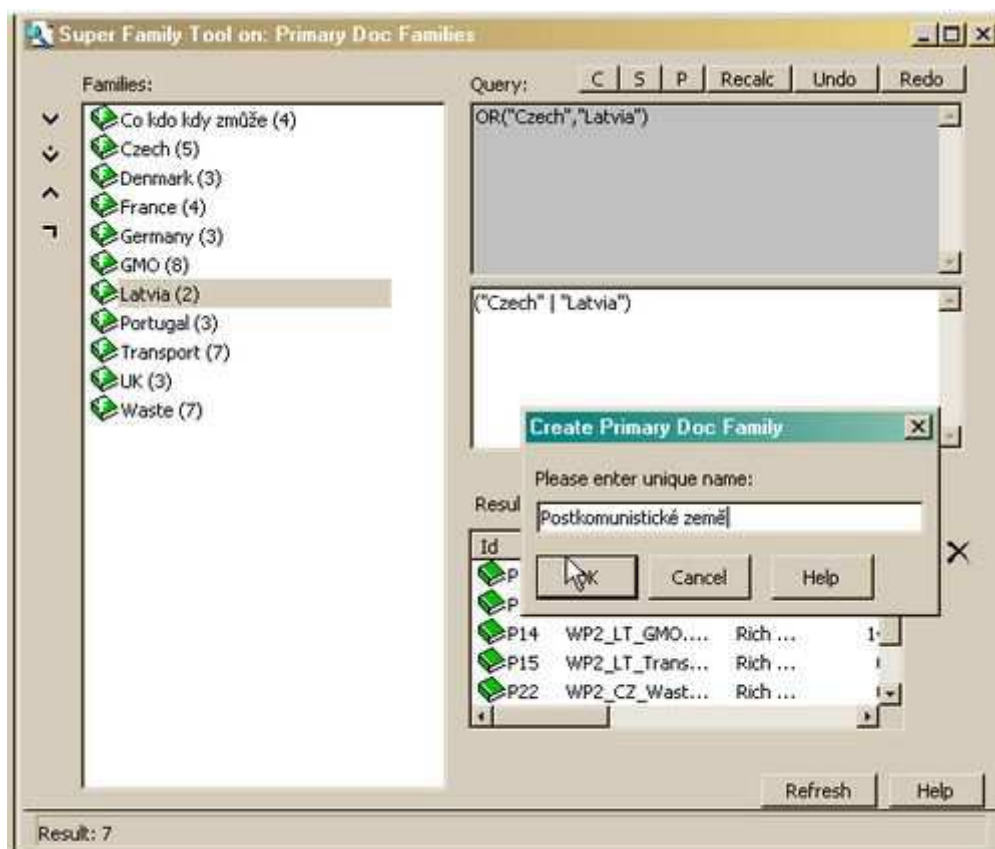 Super Family Tool on: Primary Doc Families
Families:
Co kdo kdy zmůže (4)
Czech (5)
Denmark (3)
France (4)
Germany (3)
GMO (8)
Latvia (2)
Portugal (3)
Transport (7)
UK (3)
Waste (7)
Query:
C S P Recalc Undo Redo
OR("Czech","Latvia")
("Czech" | "Latvia")
Create Primary Doc Family
Please enter unique name:
Postkomunistické země
OK Cancel Help
Resul
Id
P
P
P14 WP2_LT_GMO.... Rich ... 1
P15 WP2_LT_Trans... Rich ...
P22 WP2_CZ_Wast... Rich ...
Refresh Help
Result: 7